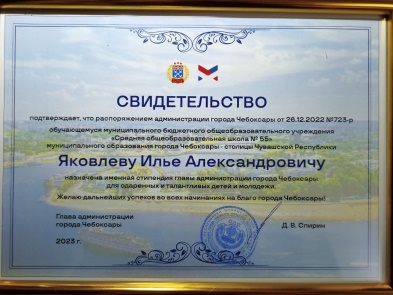 СВИДЕТЕЛЬСТВО
подтверждает, что распоряжением администрации города Чебоксары от 26.12.2022 №723-р
обучающемуся муниципального бюджетного общеобразовательного учреждения
«Средняя общеобразовательная школа № 55»
муниципального образования города Чебоксары - столицы Чувашской Республики
Яковлеву Илье Александровичу
назначена именная стипендия главы администрации города Чебоксары
для одаренных и талантливых детей и молодежи.
Желаю дальнейших успехов во всех начинаниях на благо города Чебоксары!
Глава администрации
города Чебоксары
Д. В. Спирин
2023 г.